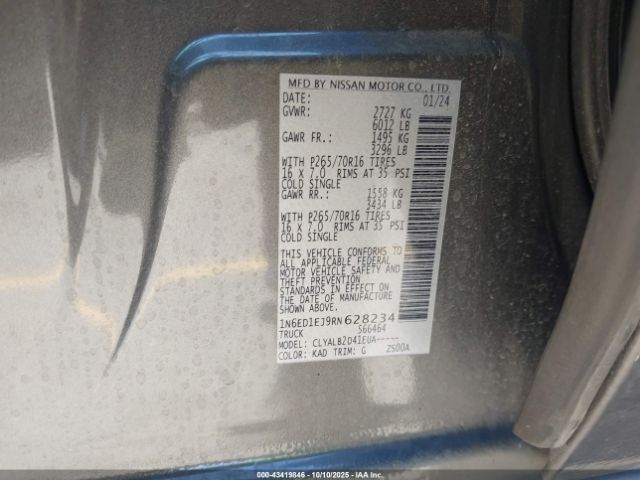 MFD BY NISSAN MOTOR CO., LTD.
DATE: 01/24
GVWR: 2727 KG
6012 LB
GAWR FR.: 1495 KG
3296 LB
WITH P265/70R16 TIRES
16 X 7.0 RIMS AT 35 PSI
COLD SINGLE
GAWR RR.: 1558 KG
3434 LB
WITH P265/70R16 TIRES
16 X 7.0 RIMS AT 35 PSI
COLD SINGLE
THIS VEHICLE CONFORMS TO
ALL APPLICABLE FEDERAL
MOTOR VEHICLE SAFETY AND
THEFT PREVENTION
STANDARDS IN EFFECT ON
THE DATE OF MANUFACTURE
SHOWN ABOVE.
1N6ED1EJ9RN628234
TRUCK 566464
MODEL: CLYALB2D41EUA-----
COLOR: KAD TRIM: G Z500A
00-43419846 - 10/10/2025 - IAA Inc.